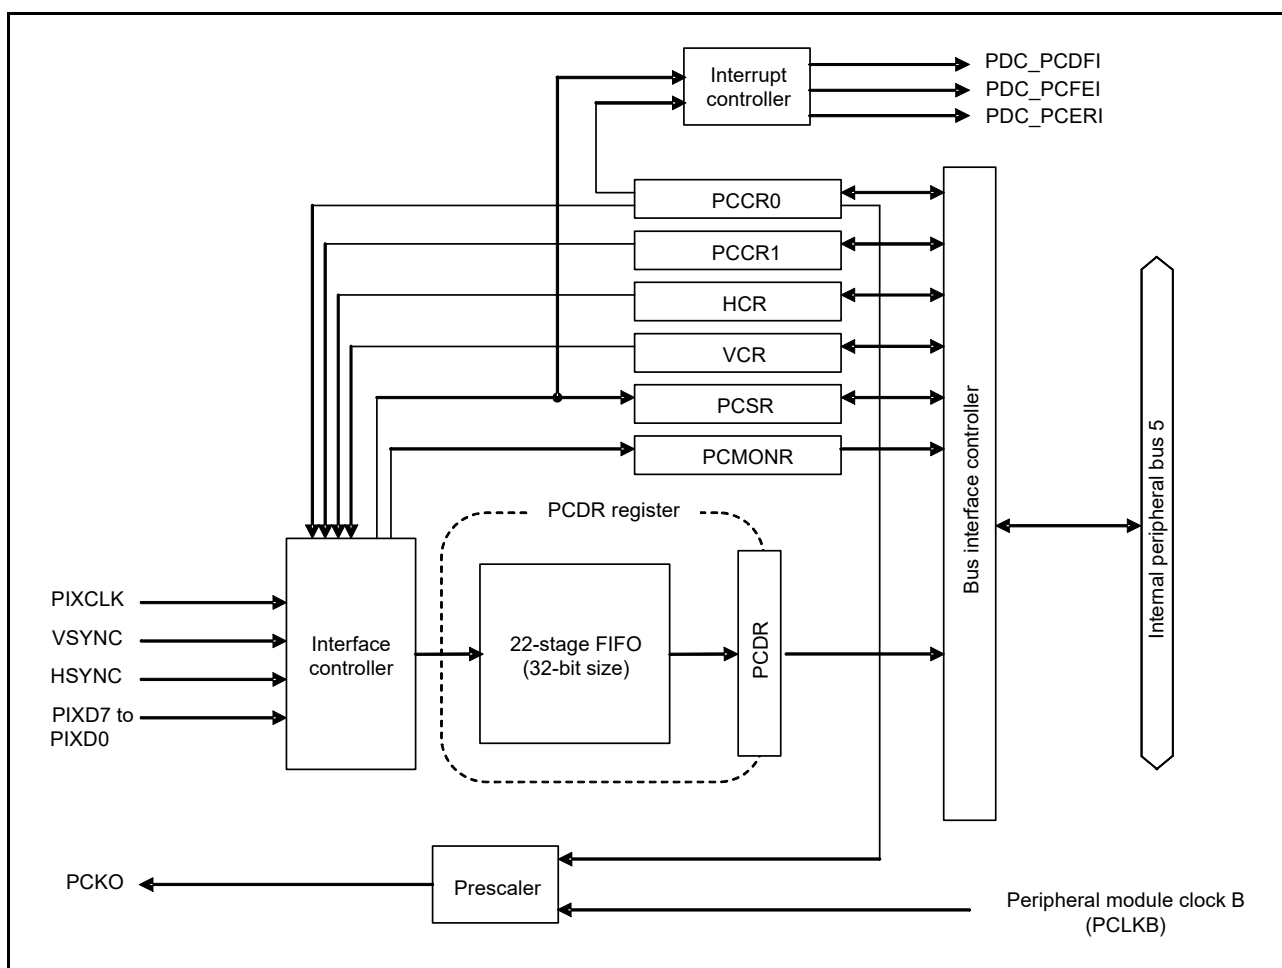 Interrupt
controller
PDC_PCDFI
PDC_PCFEI
PDC_PCERI
PCCR0
PCCR1
HCR
VCR
PCSR
PCMONR
Bus interface controller
Internal peripheral bus 5
PCDR register
PIXCLK
VSYNC
HSYNC
PIXD7 to
PIXD0
Interface
controller
22-stage FIFO
(32-bit size)
PCDR
PCKO
Prescaler
Peripheral module clock B
(PCLKB)